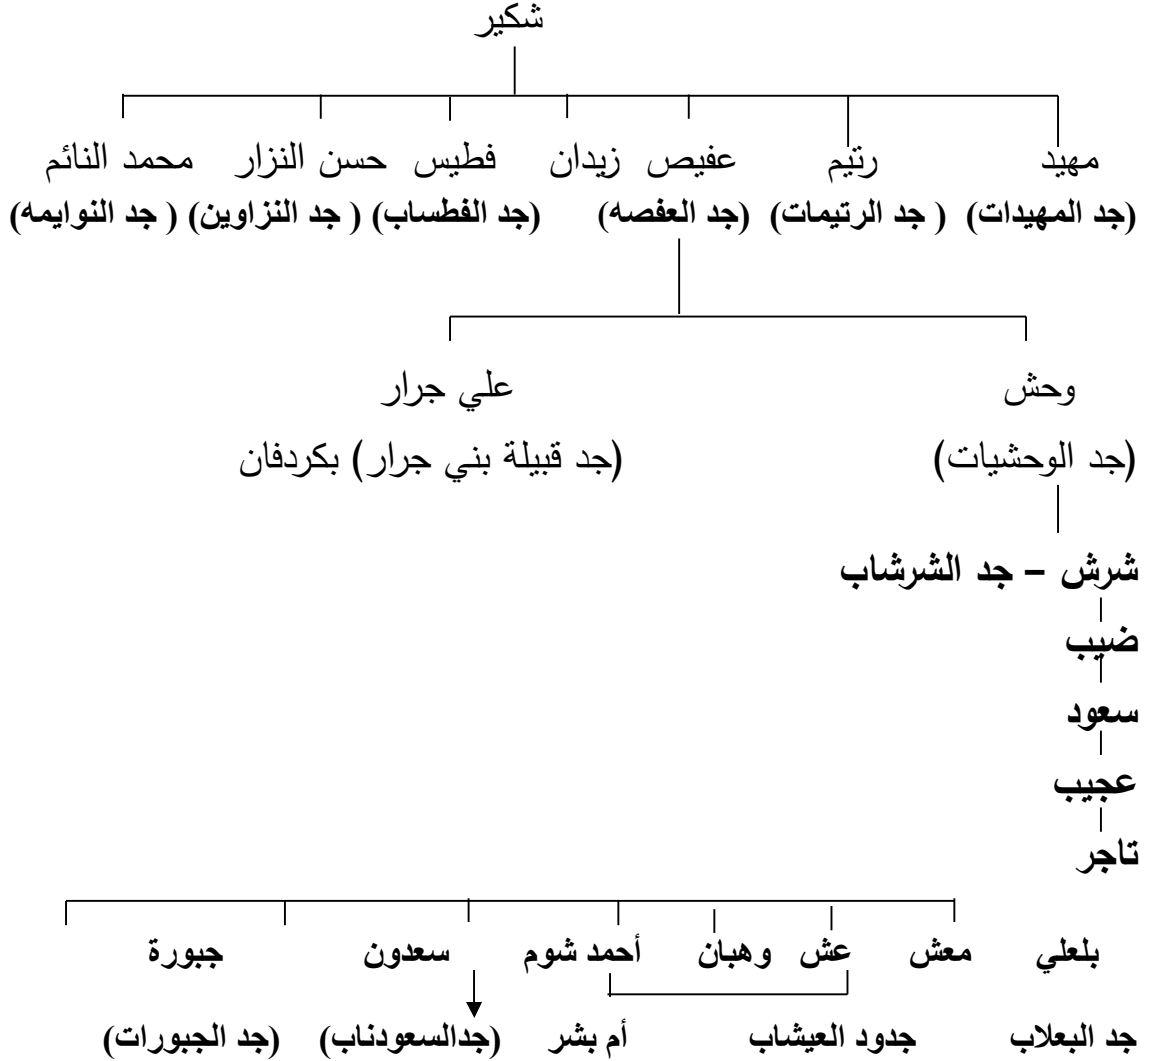 شكير
مهيد رتيم عفيص زيدان فطيس حسن النزار محمد النائم
(جد المهيدات) ( جد الرتيمات) (جد العفصه) (جد الفطساب) ( جد النزاوين) ( جد النوايمه)
وحش علي جرار
(جد الوحشيات) (جد قبيلة بني جرار) بكردفان
شرش – جد الشرشاب
ضيب
سعود
عجيب
تاجر
بلعلي معش عش وهبان أحمد شوم سعدون جبورة
جد البعلاب جدود العيشاب أم بشر (جدالسعودناب) (جد الجبورات)